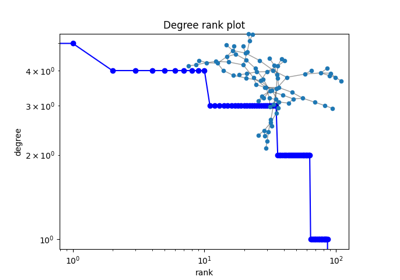 Degree rank plot
degree
4 × 10⁰
3 × 10⁰
2 × 10⁰
10⁰
10⁰
10¹
10²
rank